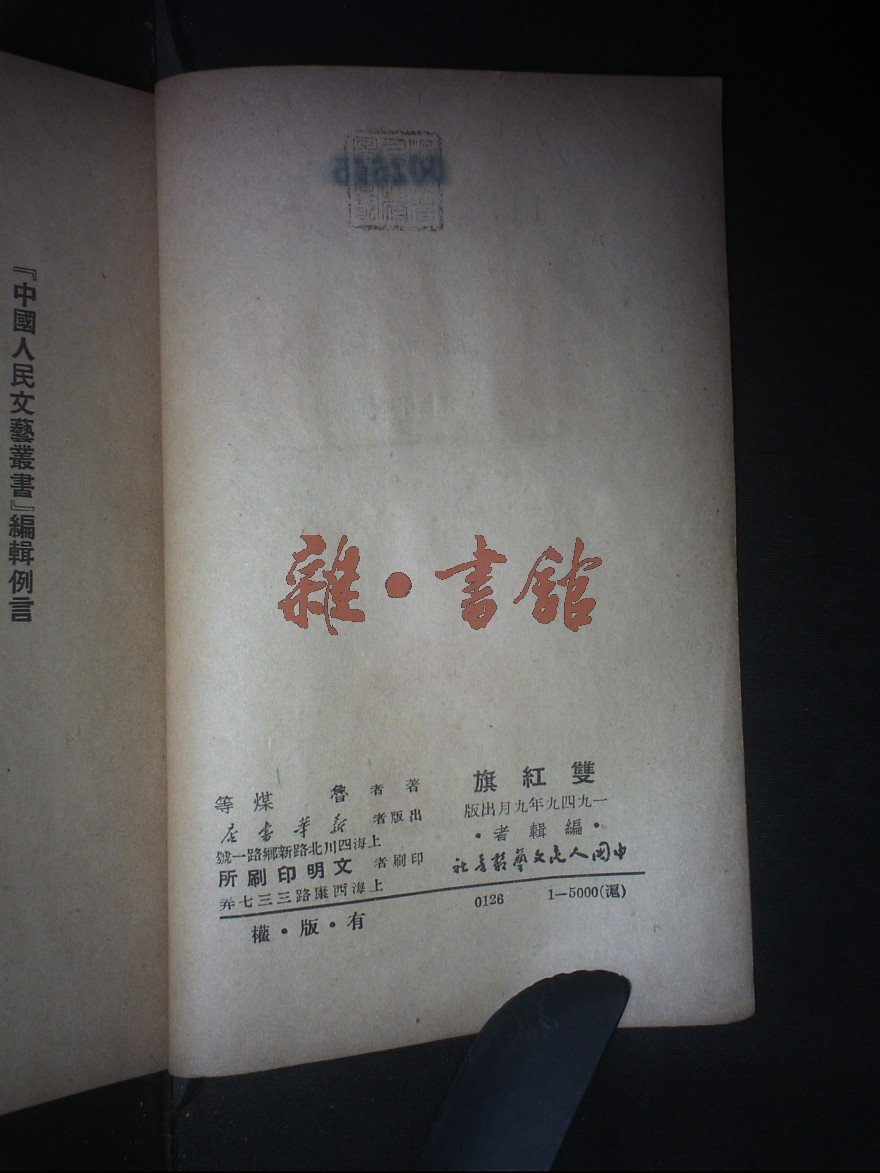 『中國人民文藝叢書』編輯例言
雜・書館
雙紅旗
一九四九年九月出版
・編輯者・
中国人民文藝叢書社
著者 魯煤等
出版者 新華書店
上海四川北路新鄉路一號
印刷者 文明印刷所
上海西康路三三七弄
0126 1—5000(滬)
有・版・權